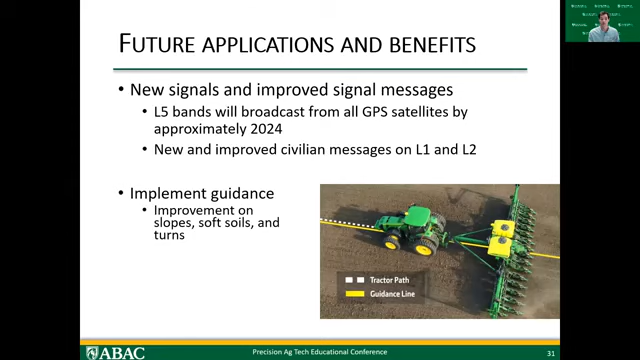 FUTURE APPLICATIONS AND BENEFITS
• New signals and improved signal messages
• L5 bands will broadcast from all GPS satellites by
approximately 2024
• New and improved civilian messages on L1 and L2
• Implement guidance
• Improvement on
slopes, soft soils, and
turns
Tractor Path
Guidance Line
ABAC
Precision Ag Tech Educational Conference
31